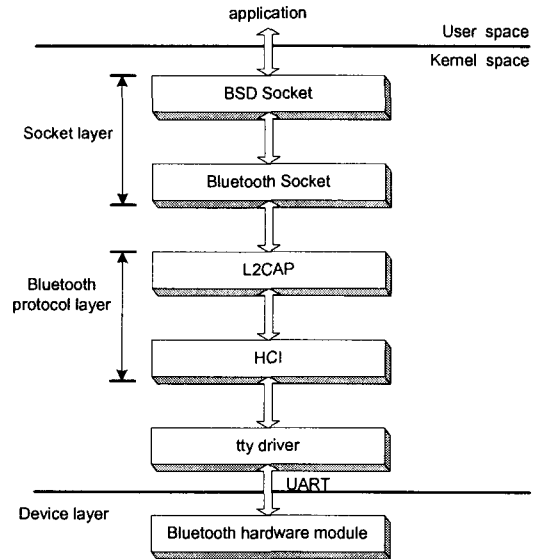 application
User space
Kernel space
BSD Socket
Socket layer
Bluetooth Socket
L2CAP
Bluetooth
protocol layer
HCI
tty driver
UART
Device layer
Bluetooth hardware module